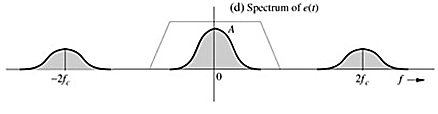 (d) Spectrum of e(t)
A
−2fc 0 2fc f